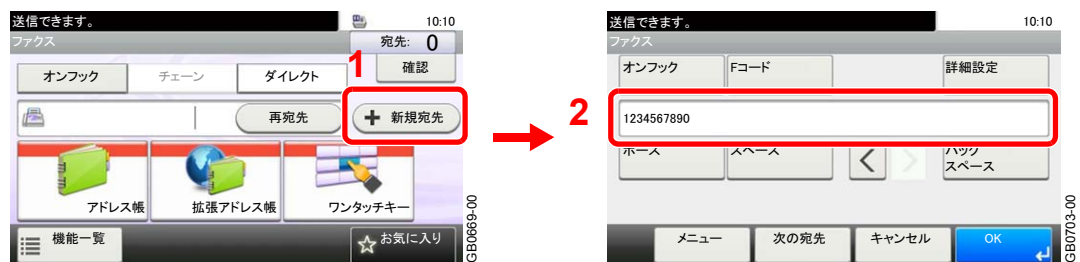 送信できます。
10:10
ファクス
宛先: 0
1
オンフック
チェーン
ダイレクト
確認
再宛先
新規宛先
アドレス帳
拡張アドレス帳
ワンタッチキー
機能一覧
お気に入り
GB0669-00
送信できます。
10:10
ファクス
オンフック
Fコード
詳細設定
2
1234567890
ポーズ
スペース
バック
スペース
メニュー
次の宛先
キャンセル
OK
GB0703-00